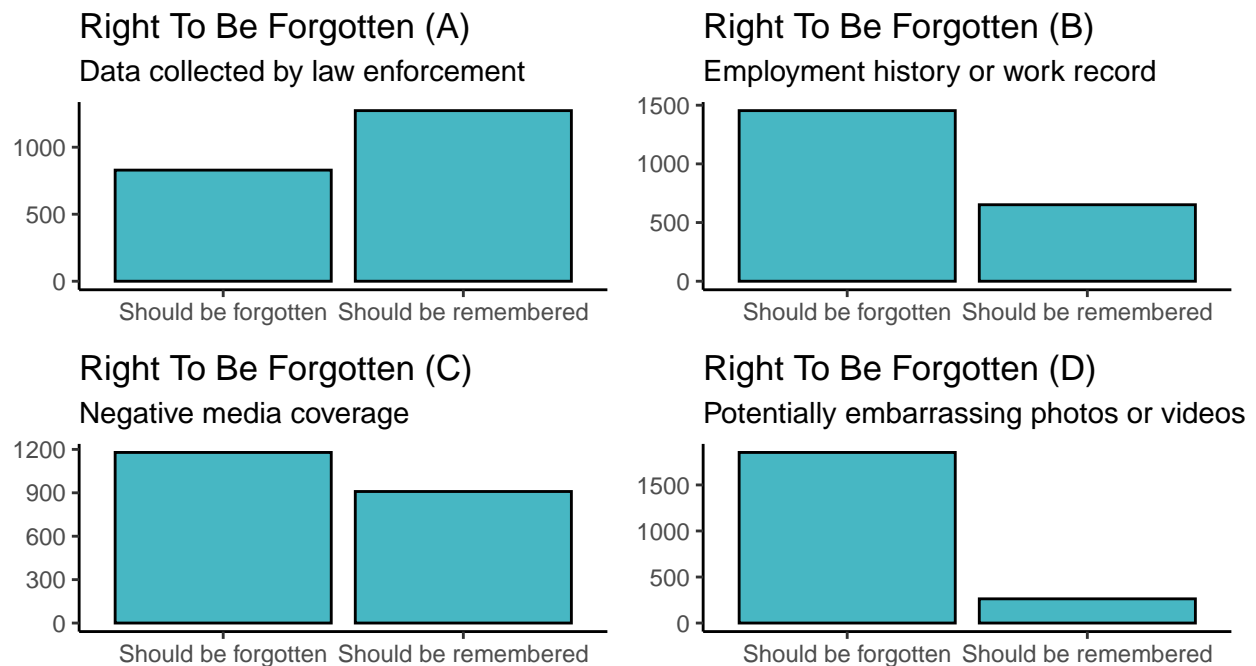 Right To Be Forgotten (A)
Data collected by law enforcement
1000
500
0
Should be forgotten Should be remembered
Right To Be Forgotten (B)
Employment history or work record
1500
1000
500
0
Should be forgotten Should be remembered
Right To Be Forgotten (C)
Negative media coverage
1200
900
600
300
0
Should be forgotten Should be remembered
Right To Be Forgotten (D)
Potentially embarrassing photos or videos
1500
1000
500
0
Should be forgotten Should be remembered